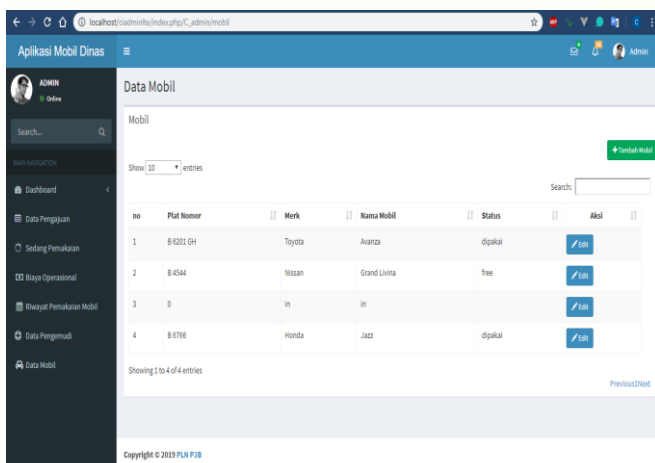 localhost/ciadminlte/index.php/C_admin/mobil
Aplikasi Mobil Dinas
Admin
ADMIN
Online
Search...
MAIN NAVIGATION
Dashboard
Data Pengajuan
Sedang Pemakaian
Biaya Operasional
Riwayat Pemakaian Mobil
Data Pengemudi
Data Mobil
Data Mobil
Mobil
+Tambah Mobil
Show 10 entries
Search:
no Plat Nomor Merk Nama Mobil Status Aksi
1 B 6201 GH Toyota Avanza dipakai Edit
2 B 4544 Nissan Grand Livina free Edit
3 0 in in Edit
4 B 6766 Honda Jazz dipakai Edit
Showing 1 to 4 of 4 entries
Previous1Next
Copyright © 2019 PLN P2B